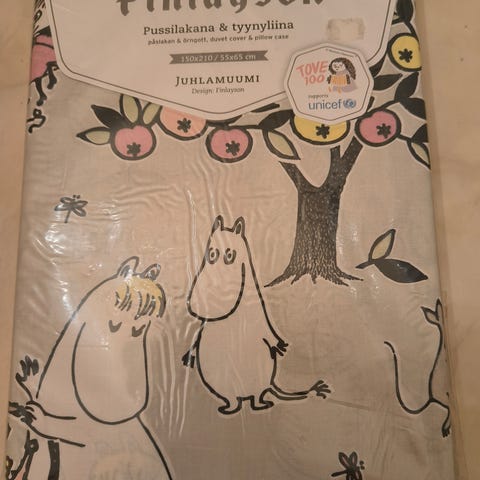 Finlayson
Pussilakana & tyynyliina
påslakan & örngott, duvet cover & pillow case
150x210 / 55x65 cm
JUHLAMUUMI
Design: Finlayson
TOVE
100
supports
unicef